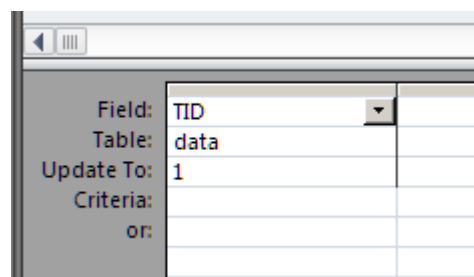 Field: TID
Table: data
Update To: 1
Criteria:
or: